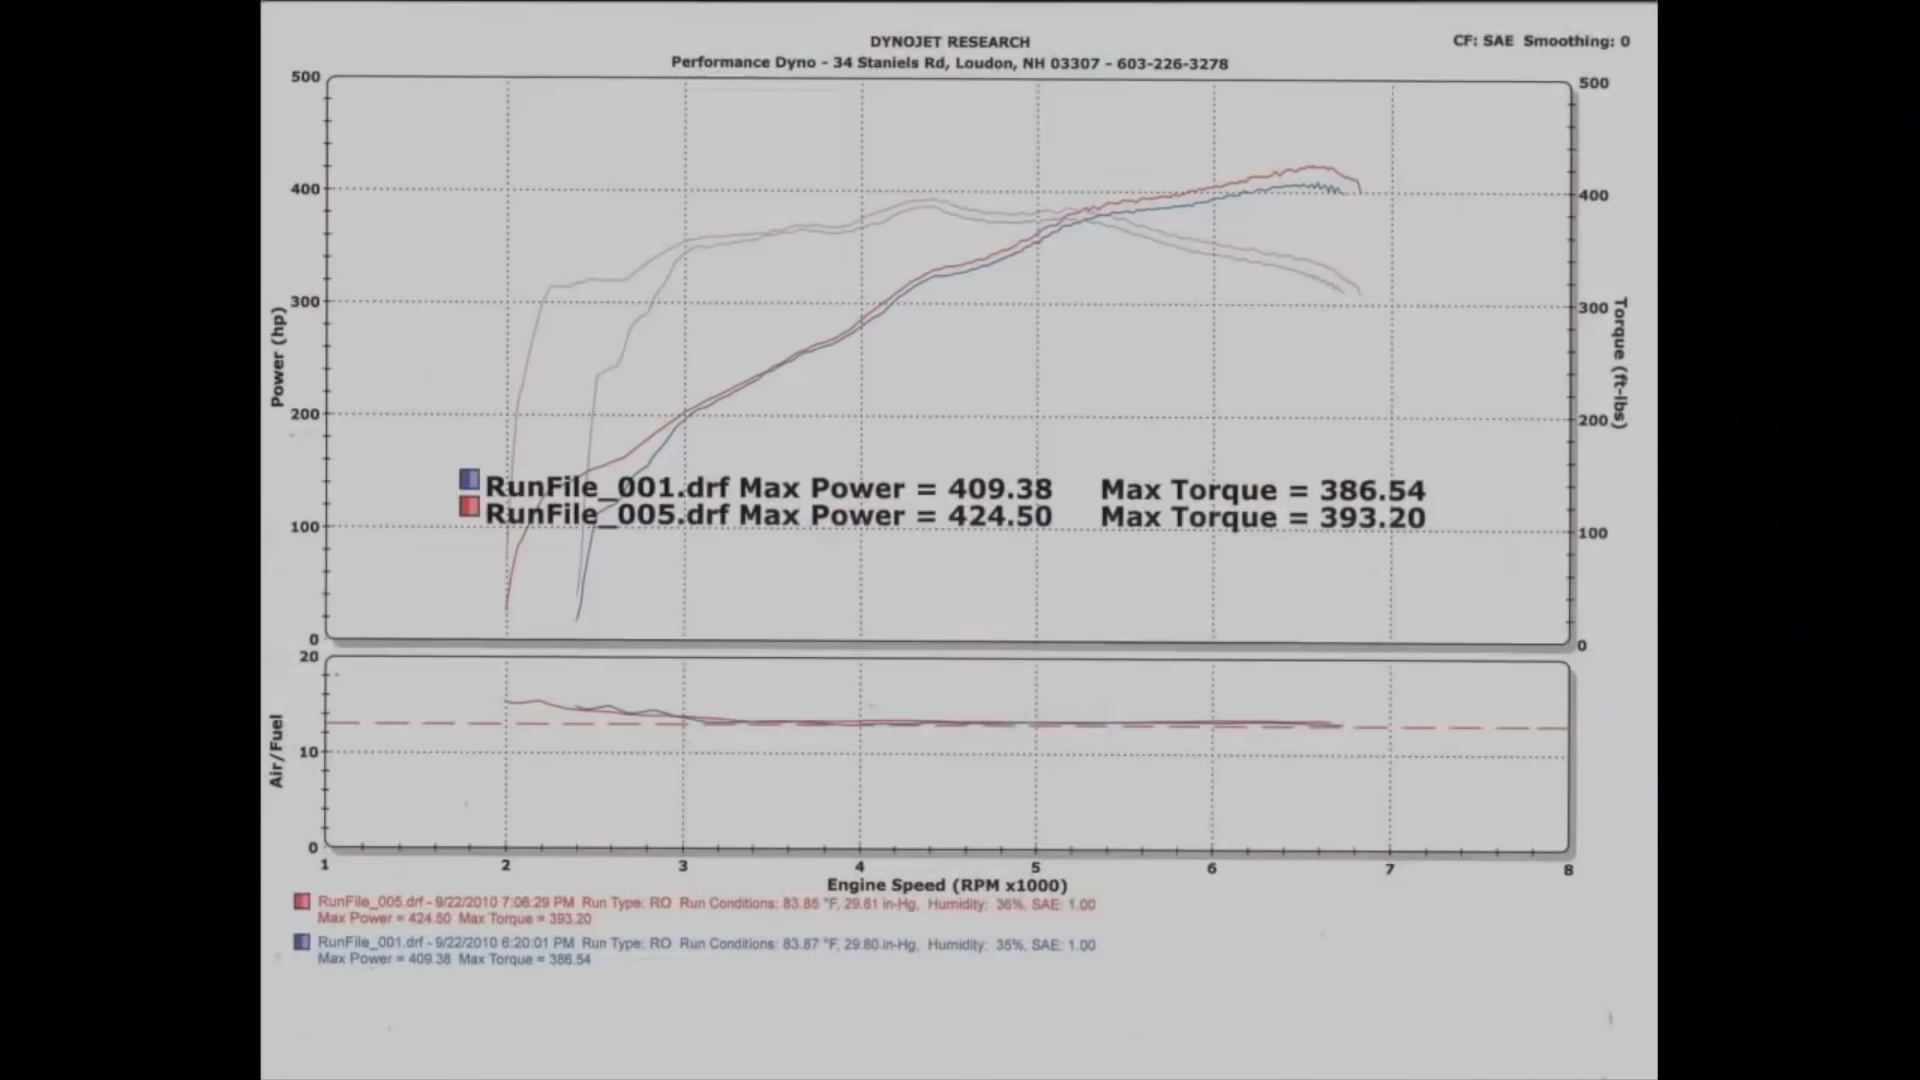 DYNOJET RESEARCH
CF: SAE Smoothing: 0
Performance Dyno - 34 Staniels Rd, Loudon, NH 03307 - 603-226-3278
500
500
400
400
300
300
200
200
100
100
0
0
Power (hp)
Torque (ft-lbs)
RunFile_001.drf Max Power = 409.38 Max Torque = 386.54
RunFile_005.drf Max Power = 424.50 Max Torque = 393.20
20
10
0
Air/Fuel
1 2 3 4 5 6 7 8
Engine Speed (RPM x1000)
RunFile_005.drf - 9/22/2010 7:06:29 PM Run Type: RO Run Conditions: 83.85 °F, 29.81 in-Hg, Humidity: 36%, SAE: 1.00
Max Power = 424.50 Max Torque = 393.20
RunFile_001.drf - 9/22/2010 6:20:01 PM Run Type: RO Run Conditions: 83.87 °F, 29.80 in-Hg, Humidity: 35%, SAE: 1.00
Max Power = 409.38 Max Torque = 386.54